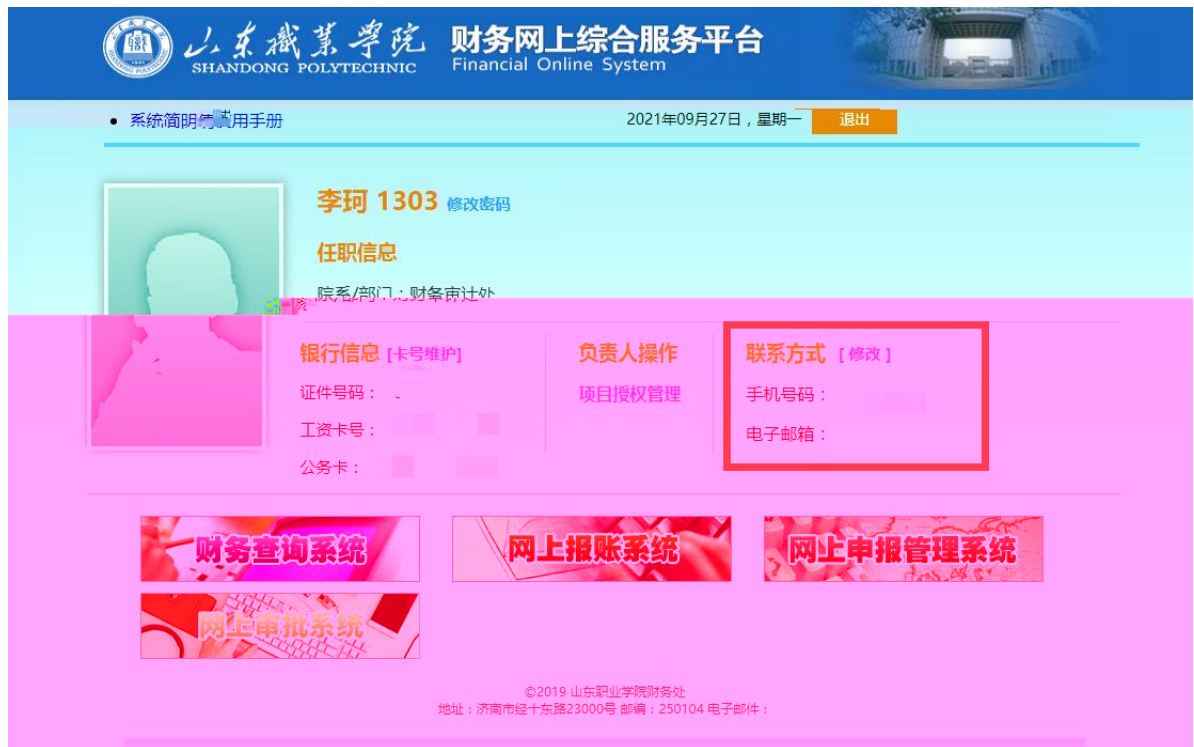 山东职业学院 财务网上综合服务平台
SHANDONG POLYTECHNIC Financial Online System
系统简明使用手册 2021年09月27日，星期一 退出
李珂 1303 修改密码
任职信息
院系/部门：财务审计处
银行信息 [卡号维护] 负责人操作 联系方式 [ 修改 ]
证件号码： 项目授权管理 手机号码：
工资卡号： 电子邮箱：
公务卡：
财务查询系统 网上报账系统 网上申报管理系统
网上审批系统
©2019 山东职业学院财务处
地址：济南市经十东路23000号 邮编：250104 电子邮件：